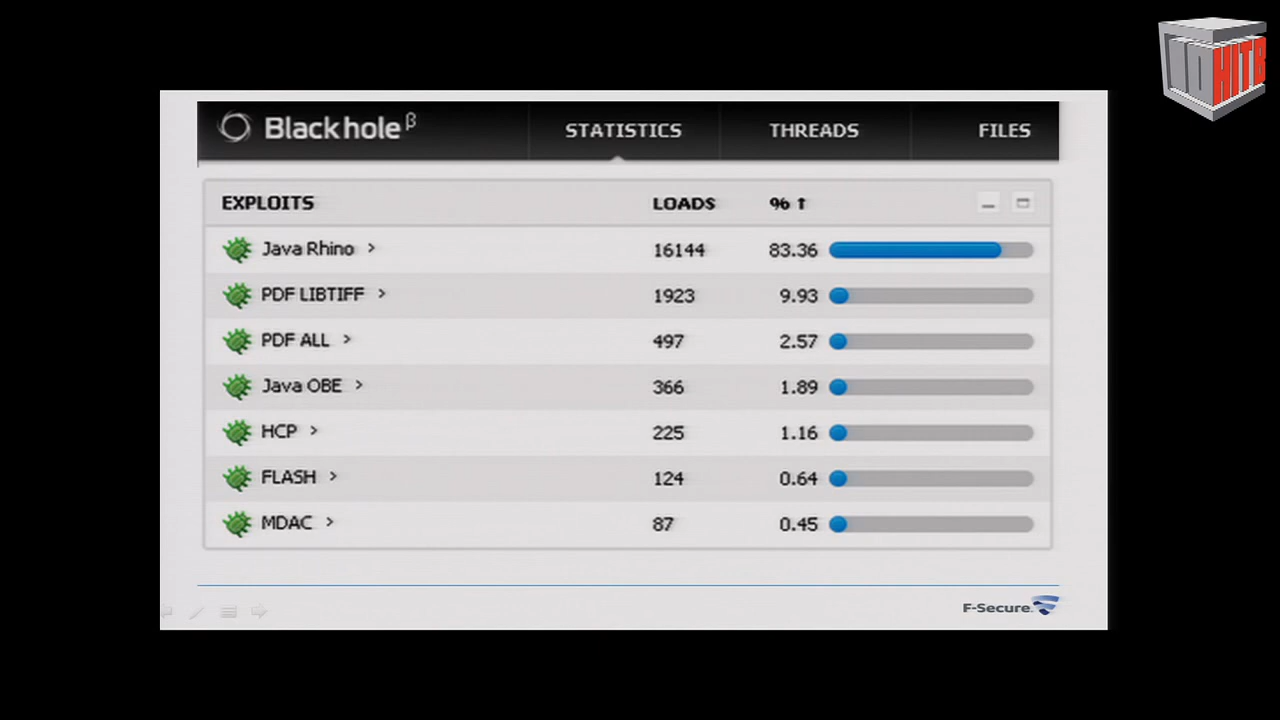 10 HITB
Blackhole β STATISTICS THREADS FILES
EXPLOITS LOADS % ↑
Java Rhino > 16144 83.36
PDF LIBTIFF > 1923 9.93
PDF ALL > 497 2.57
Java OBE > 366 1.89
HCP > 225 1.16
FLASH > 124 0.64
MDAC > 87 0.45
F-Secure.